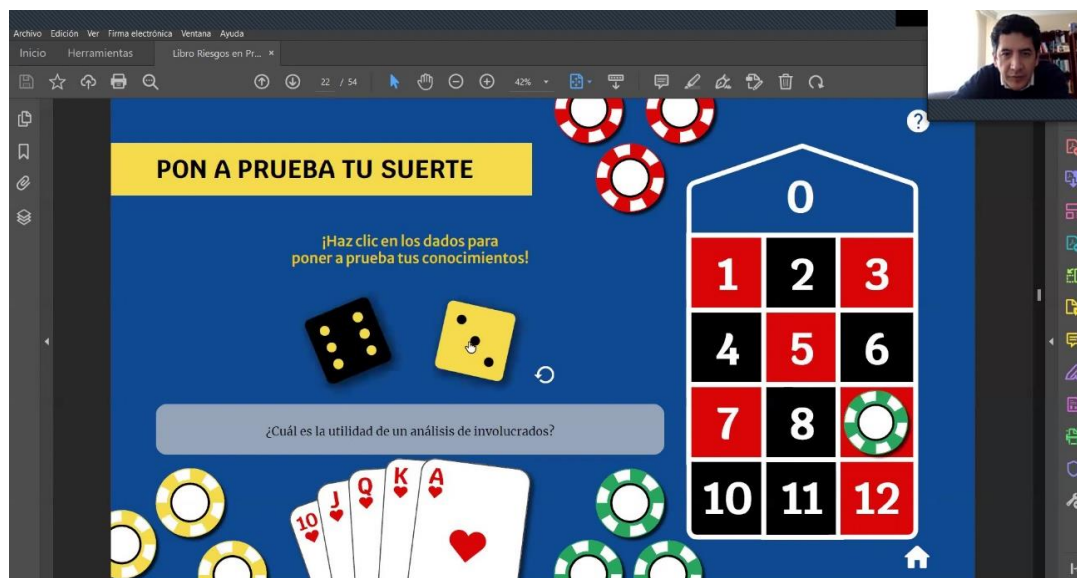 Archivo Edición Ver Firma electrónica Ventana Ayuda
Inicio Herramientas Libro Riesgos en Pr... ×
22 / 54 42%
PON A PRUEBA TU SUERTE
¡Haz clic en los dados para
poner a prueba tus conocimientos!
¿Cuál es la utilidad de un análisis de involucrados?
10 J Q K A
?
0
1 2 3
4 5 6
7 8
10 11 12